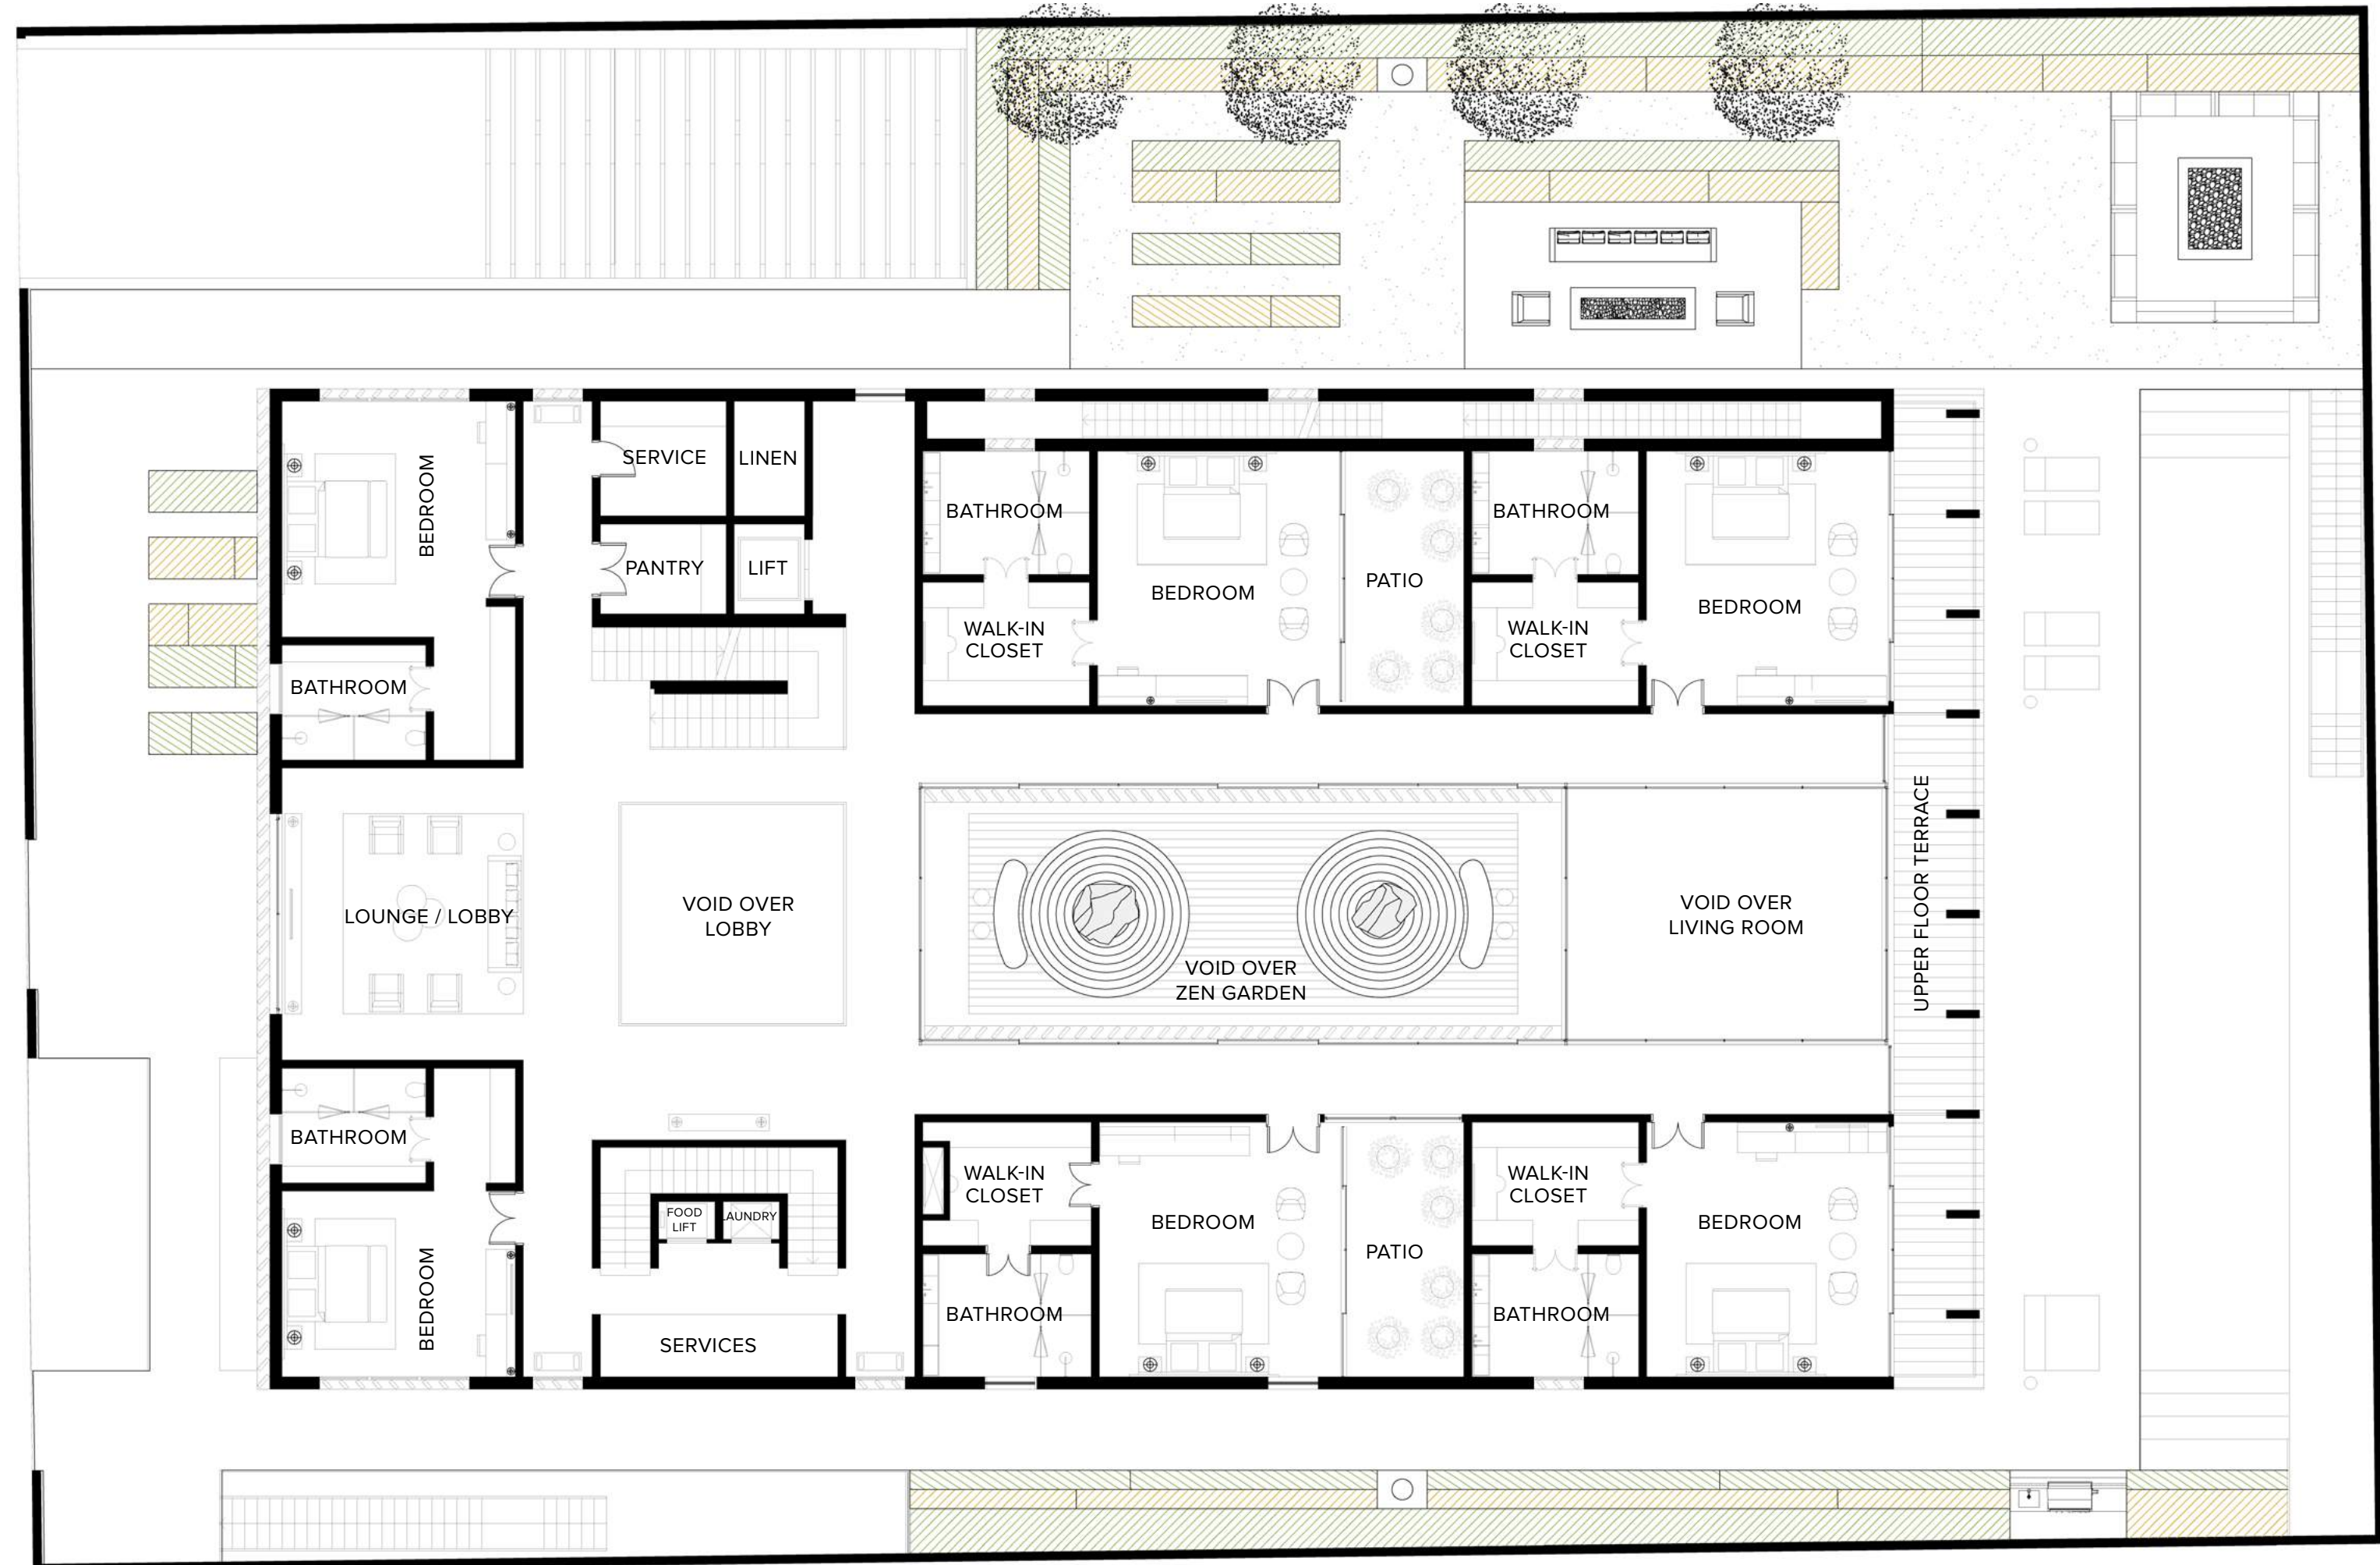 BEDROOM
SERVICE
LINEN
PANTRY
LIFT
BATHROOM
BATHROOM
WALK-IN
CLOSET
BEDROOM
PATIO
BATHROOM
WALK-IN
CLOSET
BEDROOM
LOUNGE / LOBBY
VOID OVER
LOBBY
VOID OVER
ZEN GARDEN
VOID OVER
LIVING ROOM
UPPER FLOOR TERRACE
BATHROOM
BEDROOM
FOOD
LIFT
LAUNDRY
SERVICES
WALK-IN
CLOSET
BATHROOM
BEDROOM
PATIO
WALK-IN
CLOSET
BATHROOM
BEDROOM